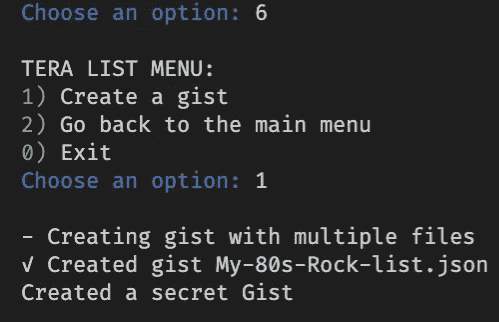 Choose an option: 6
TERA LIST MENU:
1) Create a gist
2) Go back to the main menu
0) Exit
Choose an option: 1
- Creating gist with multiple files
✓ Created gist My-80s-Rock-list.json
Created a secret Gist